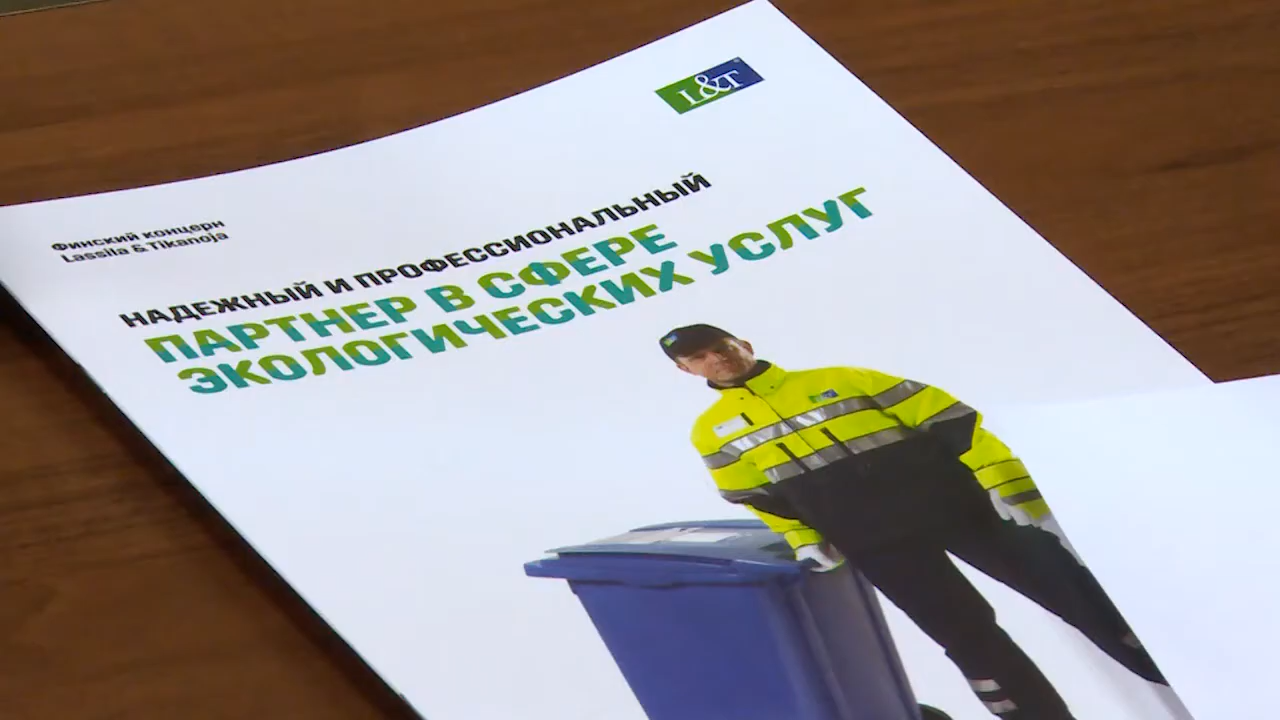 L&T
Финский концерн
Lassila & Tikanoja
НАДЕЖНЫЙ И ПРОФЕССИОНАЛЬНЫЙ
ПАРТНЕР В СФЕРЕ
ЭКОЛОГИЧЕСКИХ УСЛУГ